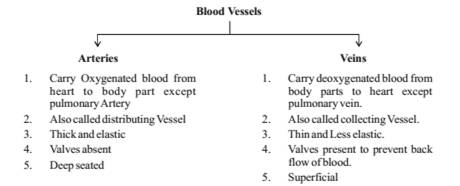 Blood Vessels
Arteries
1. Carry Oxygenated blood from
heart to body part except
pulmonary Artery
2. Also called distributing Vessel
3. Thick and elastic
4. Valves absent
5. Deep seated
Veins
1. Carry deoxygenated blood from
body parts to heart except
pulmonary vein.
2. Also called collecting Vessel.
3. Thin and Less elastic.
4. Valves present to prevent back
flow of blood.
5. Superficial